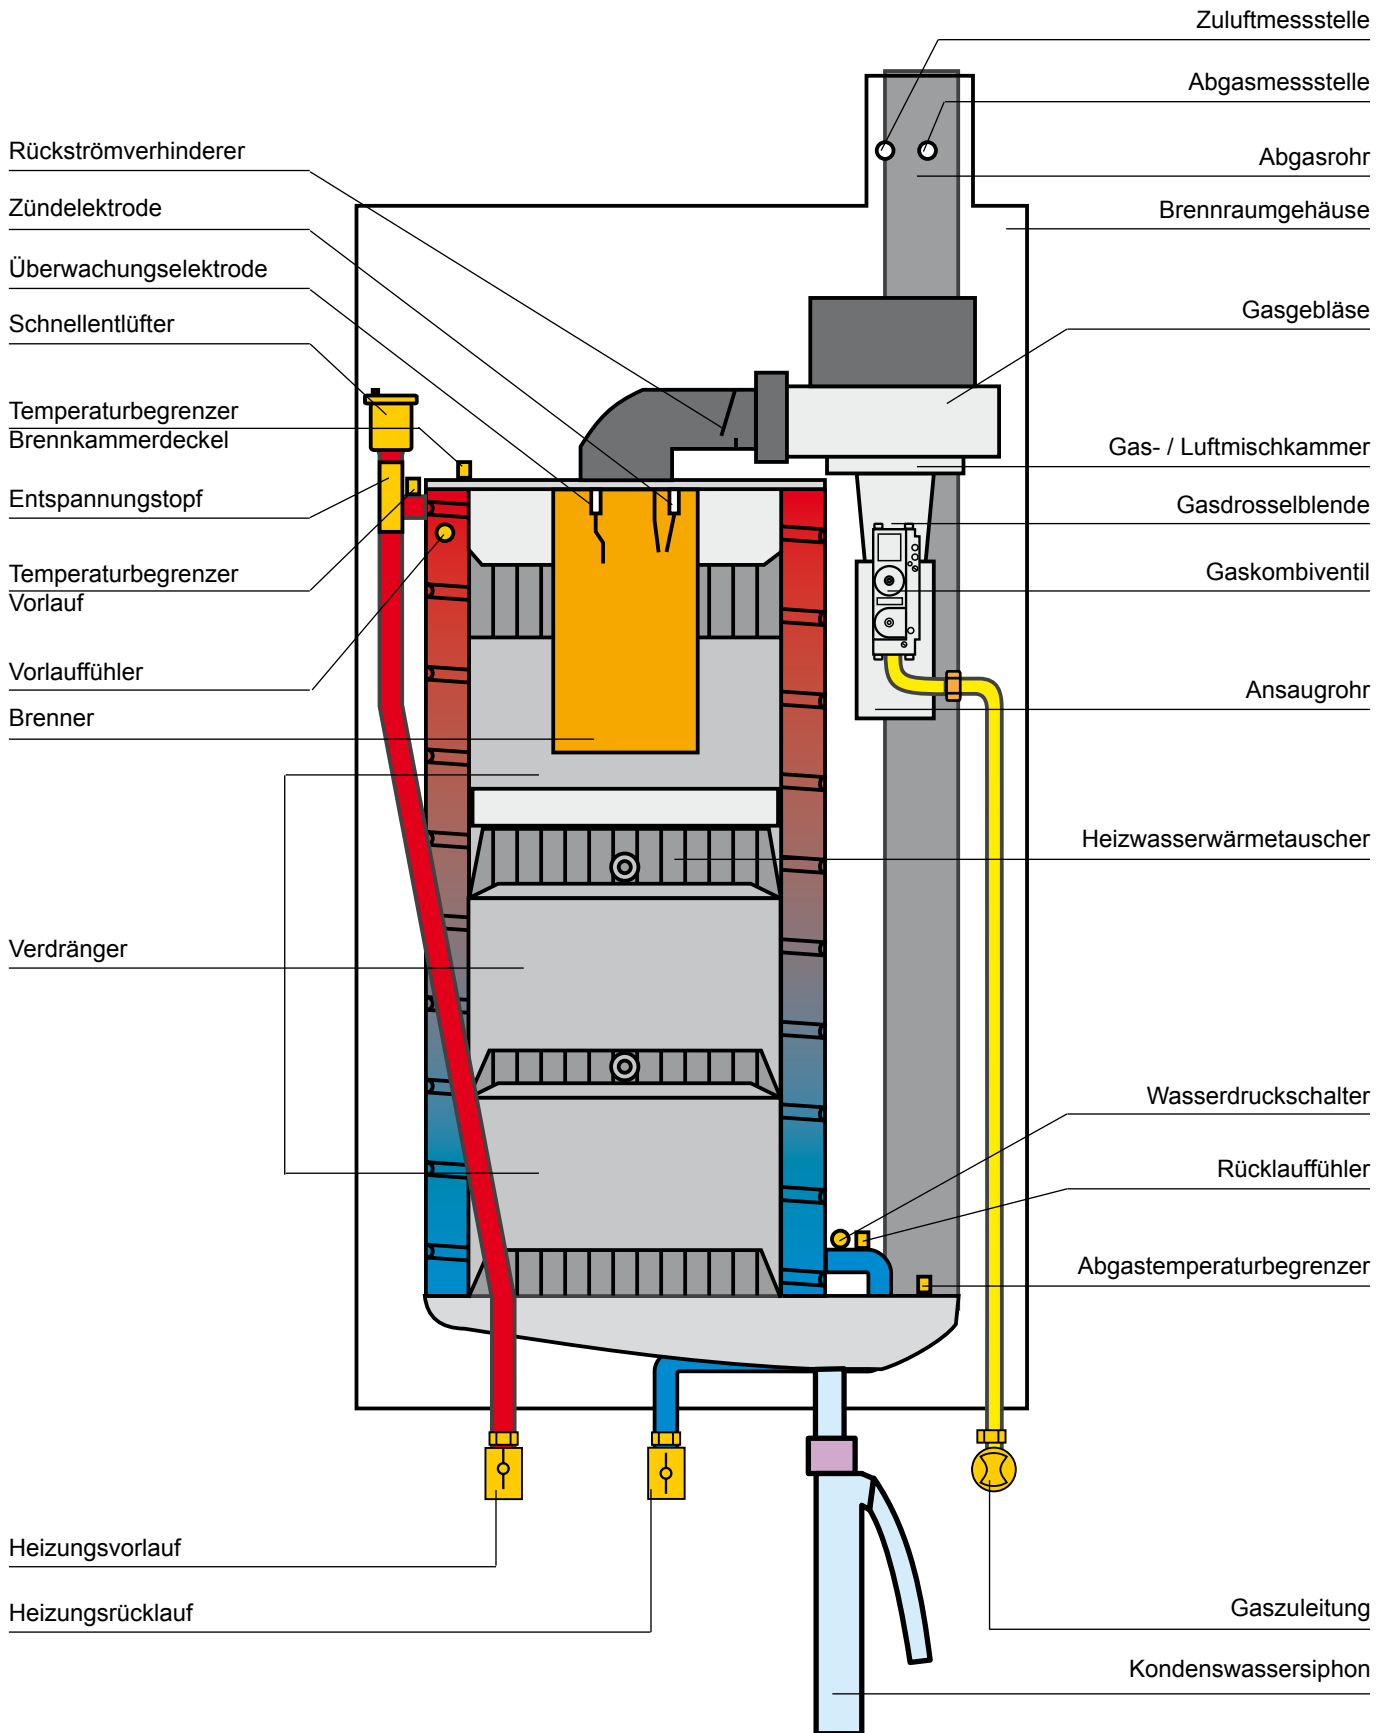 Zuluftmessstelle
Abgasmessstelle
Abgasrohr
Brennraumgehäuse
Gasgebläse
Gas- / Luftmischkammer
Gasdrosselblende
Gaskombiventil
Ansaugrohr
Heizwasserwärmetauscher
Wasserdruckschalter
Rücklauffühler
Abgastemperaturbegrenzer
Gaszuleitung
Kondenswassersiphon
Rückströmverhinderer
Zündelektrode
Überwachungselektrode
Schnellentlüfter
Temperaturbegrenzer
Brennkammerdeckel
Entspannungstopf
Temperaturbegrenzer
Vorlauf
Vorlauffühler
Brenner
Verdränger
Heizungsvorlauf
Heizungsrücklauf